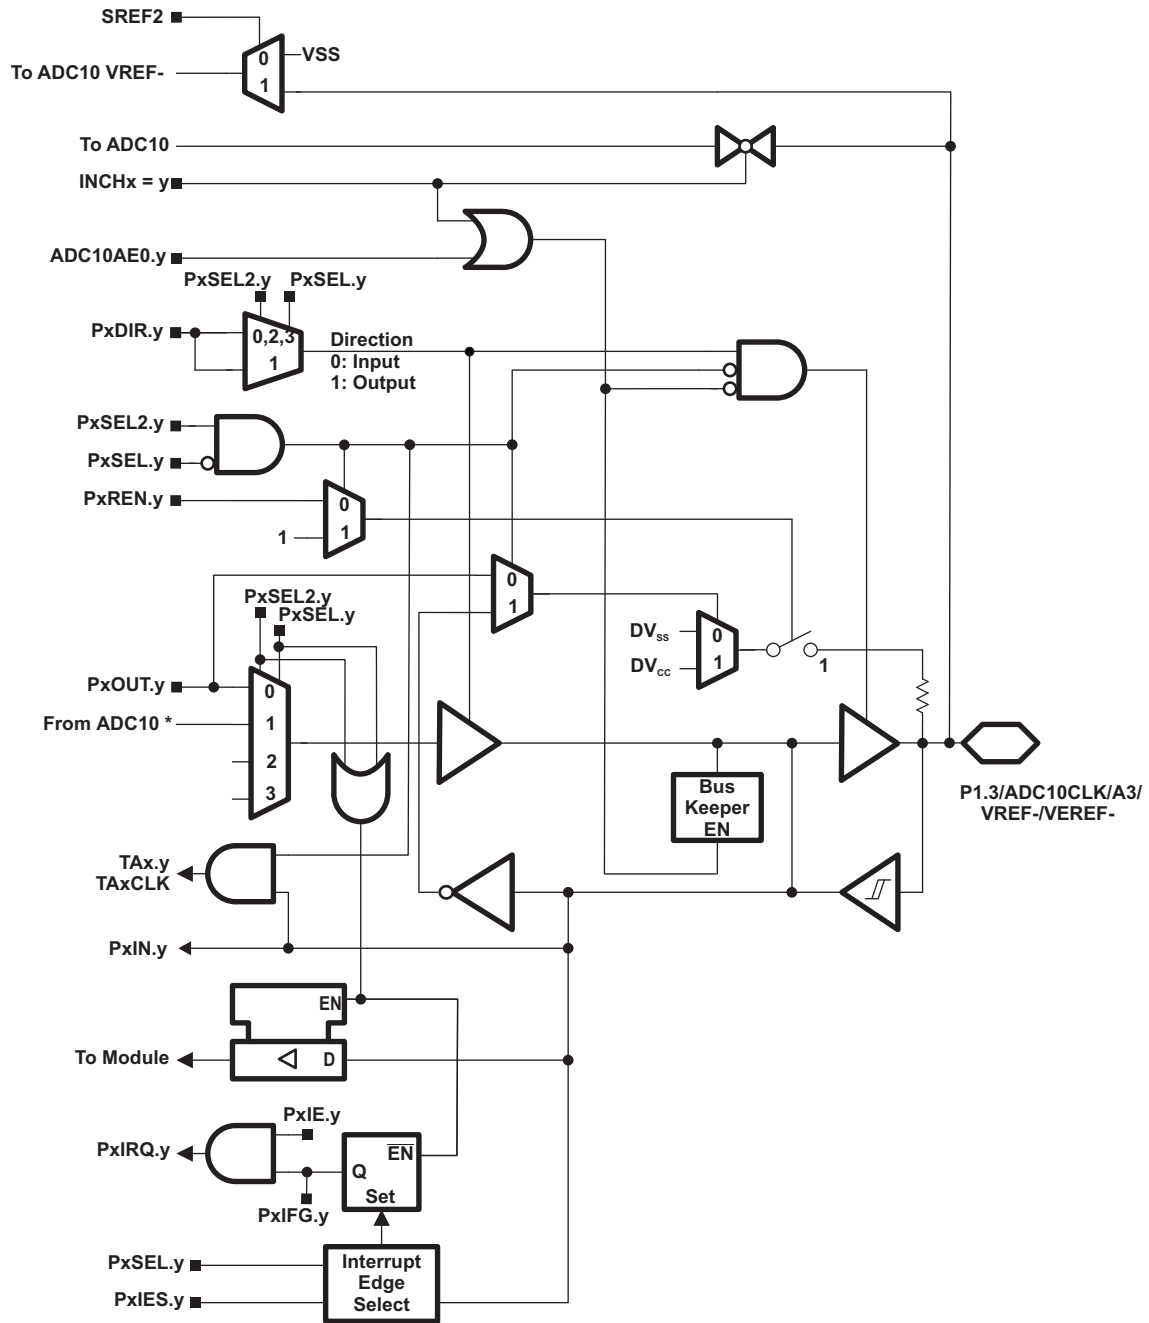 SREF2
0
VSS
To ADC10 VREF-
1
To ADC10
INCHx = y
ADC10AE0.y
PxSEL2.y
PxSEL.y
PxDIR.y
0,2,3
1
Direction
0: Input
1: Output
PxSEL2.y
PxSEL.y
PxREN.y
0
1
1
0
1
PxSEL2.y
PxSEL.y
DVSS
0
DVCC
1
1
PxOUT.y
0
From ADC10 *
1
2
3
Bus
Keeper
EN
P1.3/ADC10CLK/A3/
VREF-/VEREF-
TAx.y
TAxCLK
PxIN.y
EN
To Module
D
PxIE.y
PxIRQ.y
EN
Q
Set
PxIFG.y
PxSEL.y
PxIES.y
Interrupt
Edge
Select